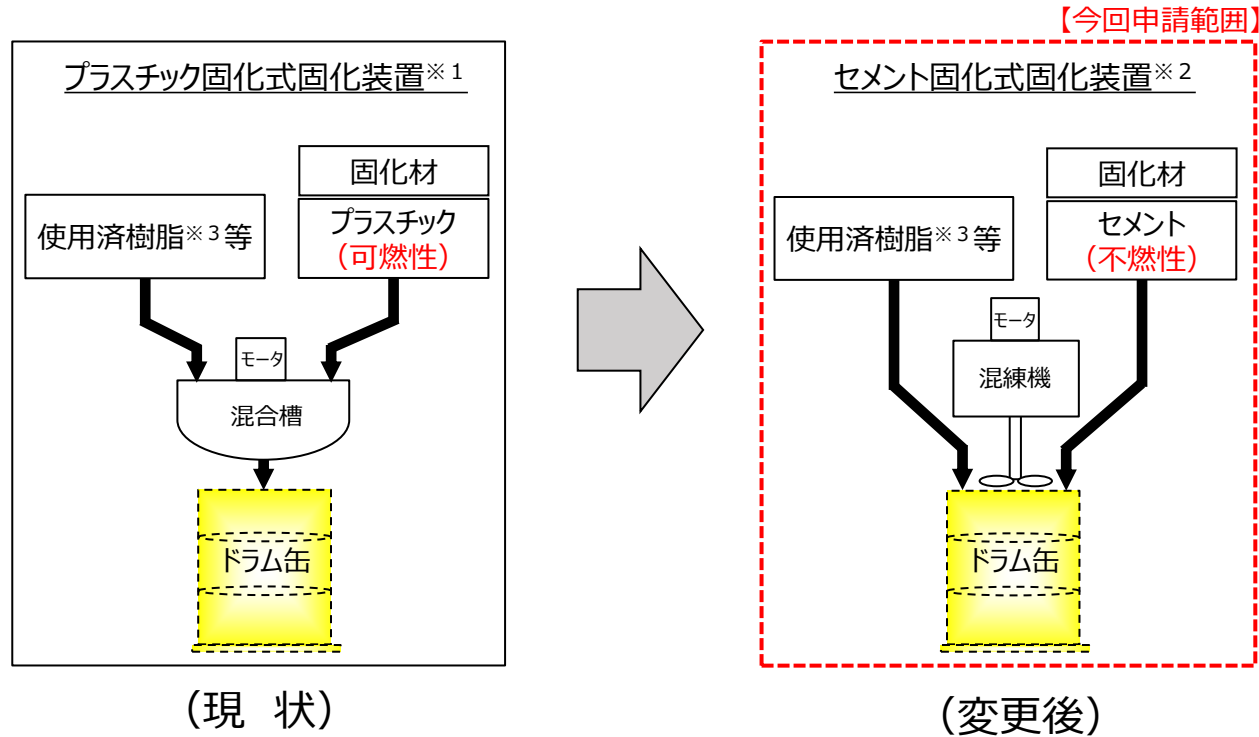 【今回申請範囲】
プラスチック固化式固化装置※1
使用済樹脂※3等
固化材
プラスチック
(可燃性)
モータ
混合槽
ドラム缶
(現 状)
セメント固化式固化装置※2
使用済樹脂※3等
固化材
セメント
(不燃性)
モータ
混練機
ドラム缶
(変更後)